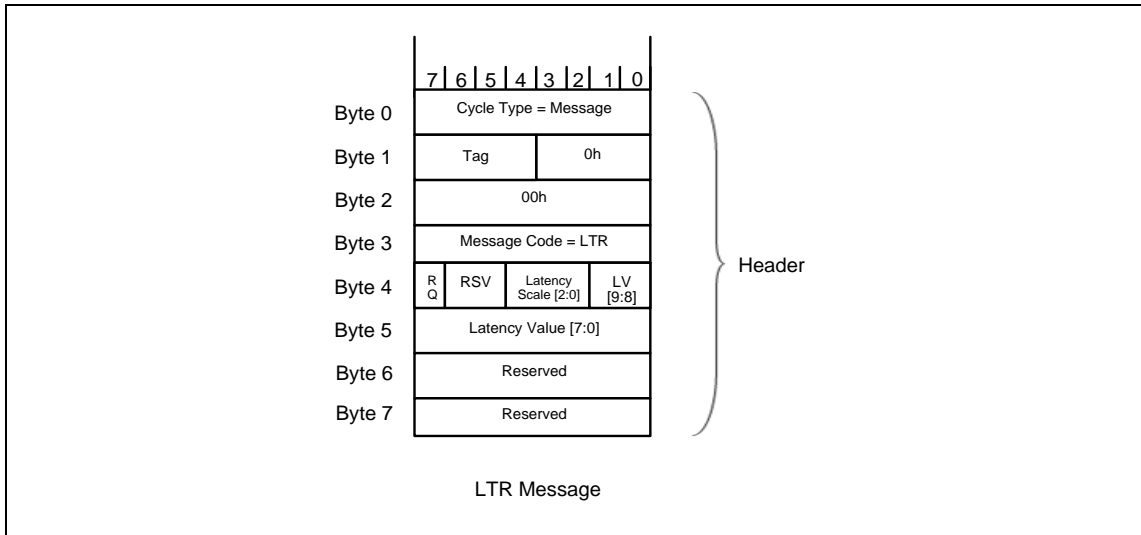 7 6 5 4 3 2 1 0
Byte 0 Cycle Type = Message
Byte 1 Tag 0h
Byte 2 00h
Byte 3 Message Code = LTR
Header
Byte 4 R Q RSV Latency Scale [2:0] LV [9:8]
Byte 5 Latency Value [7:0]
Byte 6 Reserved
Byte 7 Reserved
LTR Message